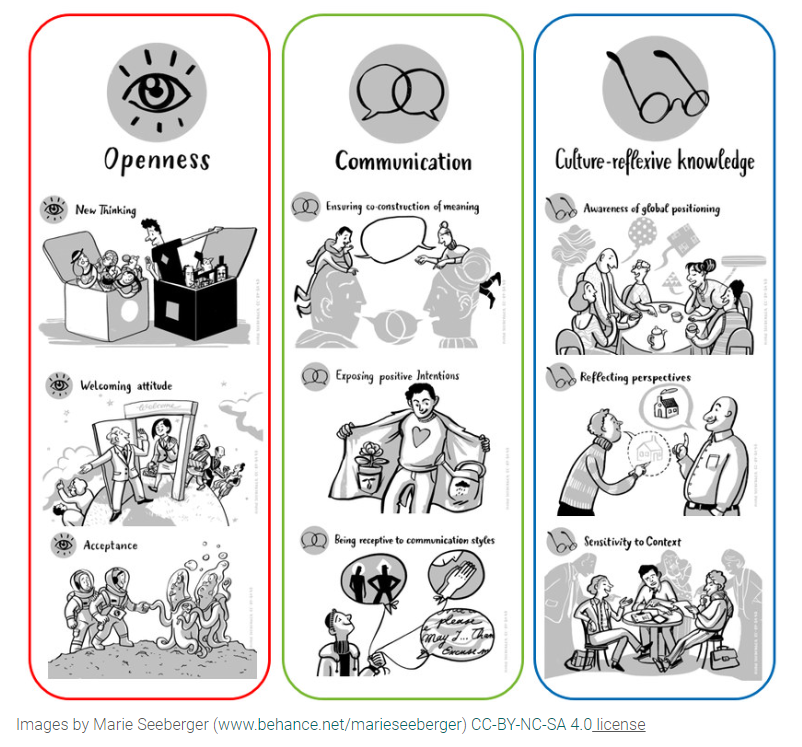 Openness
New Thinking
Welcoming attitude
Acceptance
Communication
Ensuring co-construction of meaning
Exposing positive Intentions
Being receptive to communication styles
please
May I... Than
Excuse m
Culture-reflexive knowledge
Awareness of global positioning
Reflecting perspectives
Sensitivity to Context
Images by Marie Seeberger (www.behance.net/marieseeberger) CC-BY-NC-SA 4.0 license